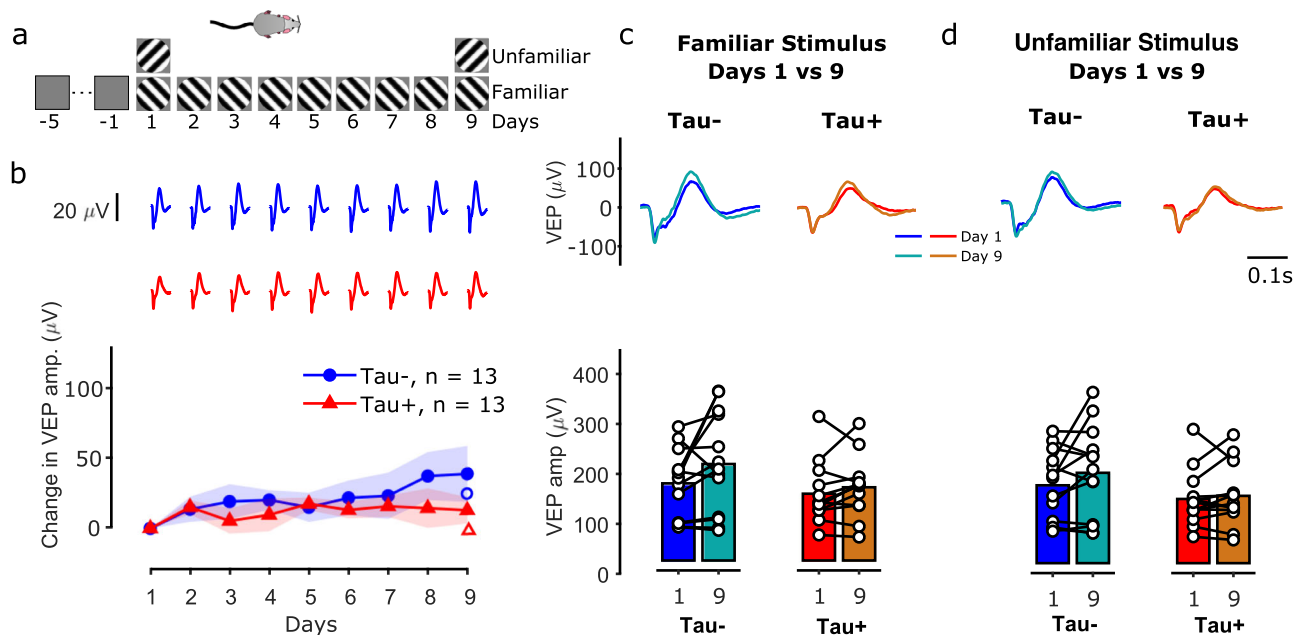 a
Unfamiliar
Familiar
-5 ... -1 1 2 3 4 5 6 7 8 9 Days
b
20 μV
Change in VEP amp. (μV)
100
50
0
Tau-, n = 13
Tau+, n = 13
1 2 3 4 5 6 7 8 9
Days
c
Familiar Stimulus
Days 1 vs 9
Tau- Tau+
VEP (μV)
100
0
-100
Day 1
Day 9
VEP amp (μV)
400
300
200
100
0
1 9 1 9
Tau- Tau+
d
Unfamiliar Stimulus
Days 1 vs 9
Tau- Tau+
0.1s
1 9 1 9
Tau- Tau+